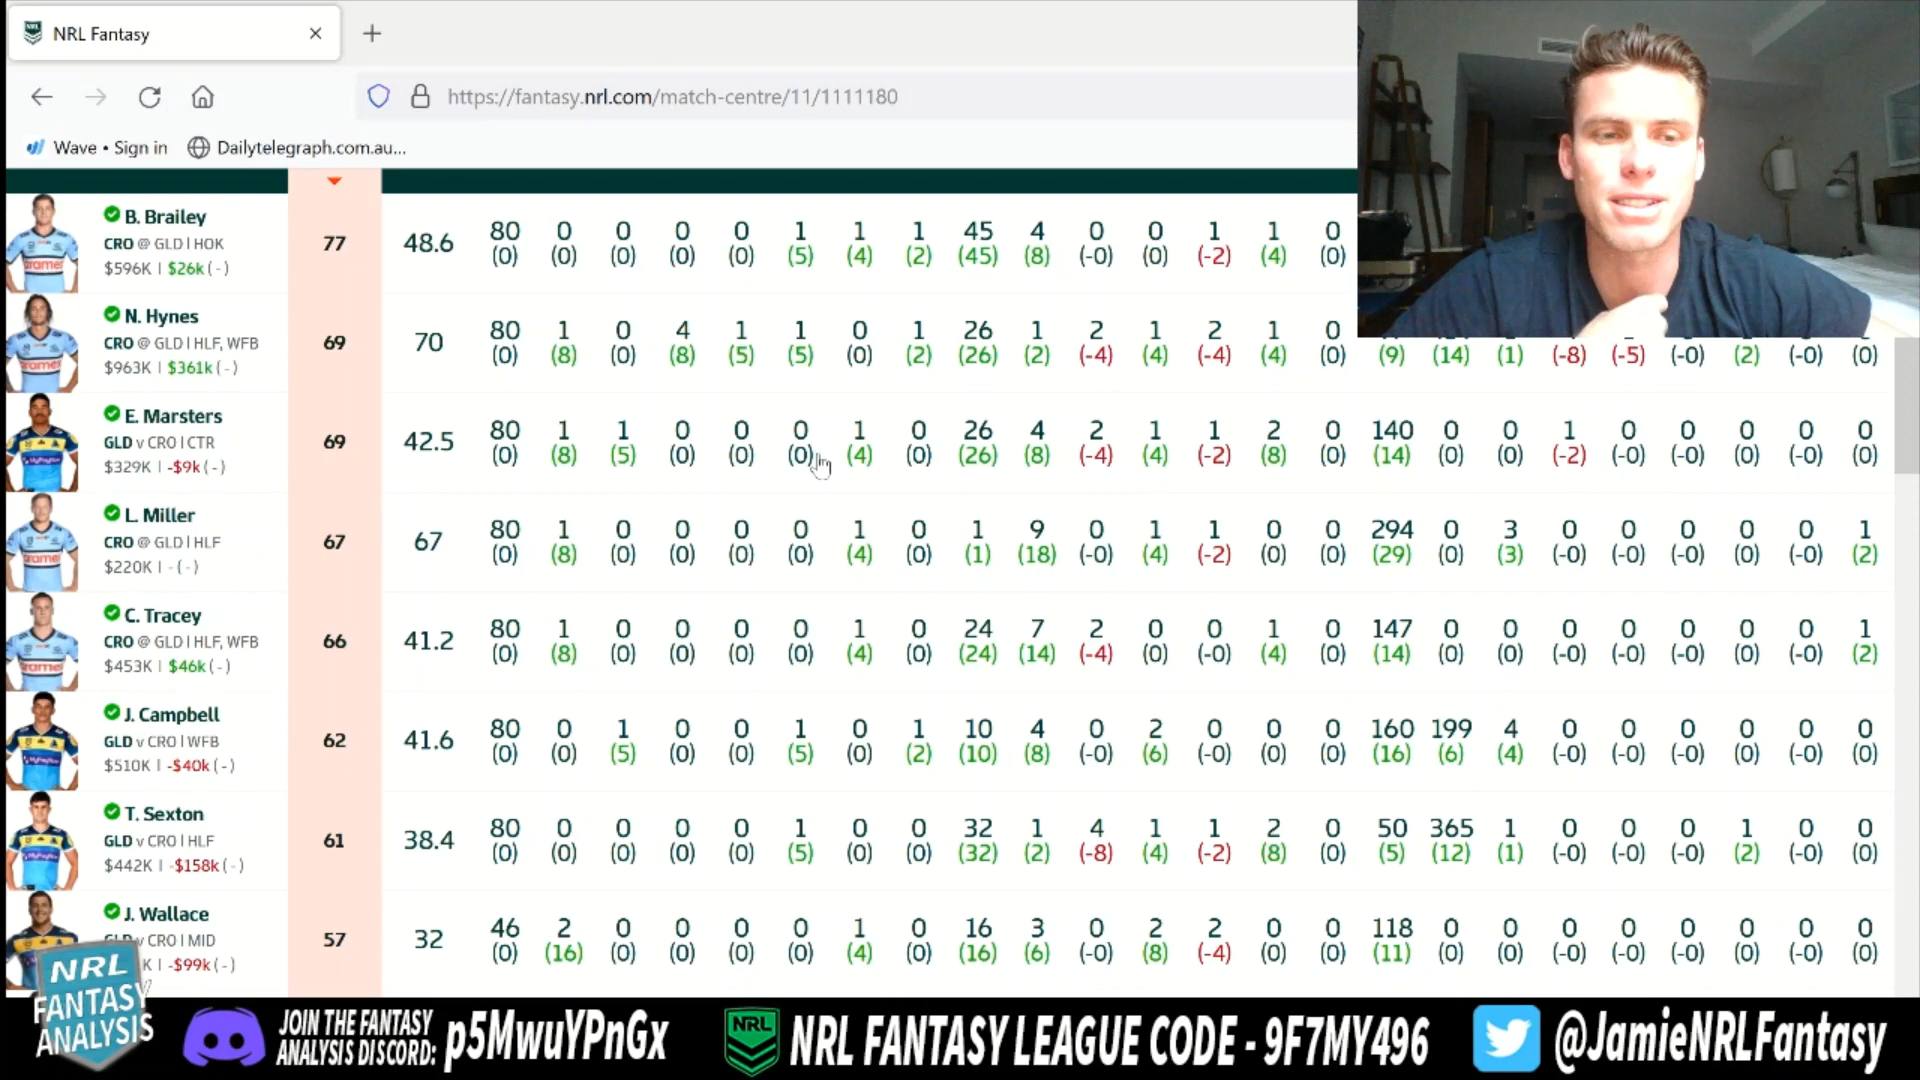 NRL Fantasy
https://fantasy.nrl.com/match-centre/11/1111180
Wave • Sign in Dailytelegraph.com.au...
B. Brailey
CRO @ GLD | HOK
$596K | $26k (-)
77 48.6 80 0 0 0 0 1 1 1 45 4 0 0 1 1 0
(0) (0) (0) (0) (0) (5) (4) (2) (45) (8) (-0) (0) (-2) (4) (0)
N. Hynes
CRO @ GLD | HLF, WFB
$963K | $361k (-)
69 70 80 1 0 4 1 1 0 1 26 1 2 1 2 1 0
(0) (8) (0) (8) (5) (5) (0) (2) (26) (2) (-4) (4) (-4) (4) (0) (9) (14) (1) (-8) (-5) (-0) (2) (-0) (0)
E. Marsters
GLD v CRO | CTR
$329K | -$9k (-)
69 42.5 80 1 1 0 0 0 1 0 26 4 2 1 1 2 0 140 0 0 1 0 0 0 0 0
(0) (8) (5) (0) (0) (0) (4) (0) (26) (8) (-4) (4) (-2) (8) (0) (14) (0) (0) (-2) (-0) (-0) (0) (-0) (0)
L. Miller
CRO @ GLD | HLF
$220K | - (-)
67 67 80 1 0 0 0 0 1 0 1 9 0 1 1 0 0 294 0 3 0 0 0 0 0 1
(0) (8) (0) (0) (0) (0) (4) (0) (1) (18) (-0) (4) (-2) (0) (0) (29) (0) (3) (-0) (-0) (-0) (0) (-0) (2)
C. Tracey
CRO @ GLD | HLF, WFB
$453K | $46k (-)
66 41.2 80 1 0 0 0 0 1 0 24 7 2 0 0 1 0 147 0 0 0 0 0 0 0 1
(0) (8) (0) (0) (0) (0) (4) (0) (24) (14) (-4) (0) (-0) (4) (0) (14) (0) (0) (-0) (-0) (-0) (0) (-0) (2)
J. Campbell
GLD v CRO | WFB
$510K | -$40k (-)
62 41.6 80 0 1 0 0 1 0 1 10 4 0 2 0 0 0 160 199 4 0 0 0 0 0 0
(0) (0) (5) (0) (0) (5) (0) (2) (10) (8) (-0) (6) (-0) (0) (0) (16) (6) (4) (-0) (-0) (-0) (0) (-0) (0)
T. Sexton
GLD v CRO | HLF
$442K | -$158k (-)
61 38.4 80 0 0 0 0 1 0 0 32 1 4 1 1 2 0 50 365 1 0 0 0 1 0 0
(0) (0) (0) (0) (0) (5) (0) (0) (32) (2) (-8) (4) (-2) (8) (0) (5) (12) (1) (-0) (-0) (-0) (2) (-0) (0)
J. Wallace
CRO | MID
-$99k (-)
57 32 46 2 0 0 0 0 1 0 16 3 0 2 2 0 0 118 0 0 0 0 0 0 0 0
(0) (16) (0) (0) (0) (0) (4) (0) (16) (6) (-0) (8) (-4) (0) (0) (11) (0) (0) (-0) (-0) (-0) (0) (-0) (0)
NRL
FANTASY
ANALYSIS
JOIN THE FANTASY
ANALYSIS DISCORD: p5MwuYPnGx
NRL
NRL FANTASY LEAGUE CODE - 9F7MY496
@JamieNRLFantasy